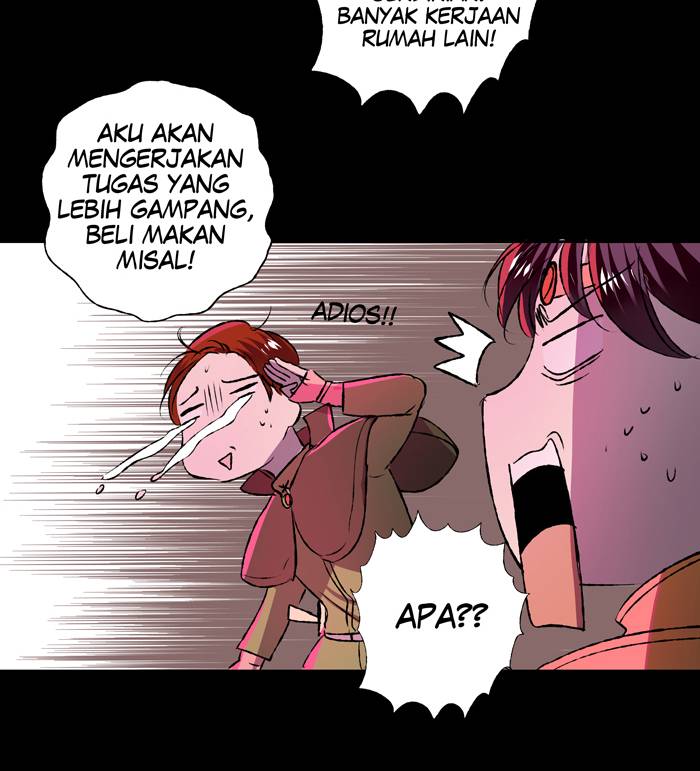 BANYAK KERJAAN
RUMAH LAIN!
AKU AKAN
MENGERJAKAN
TUGAS YANG
LEBIH GAMPANG,
BELI MAKAN
MISAL!
ADIOS!!
APA??